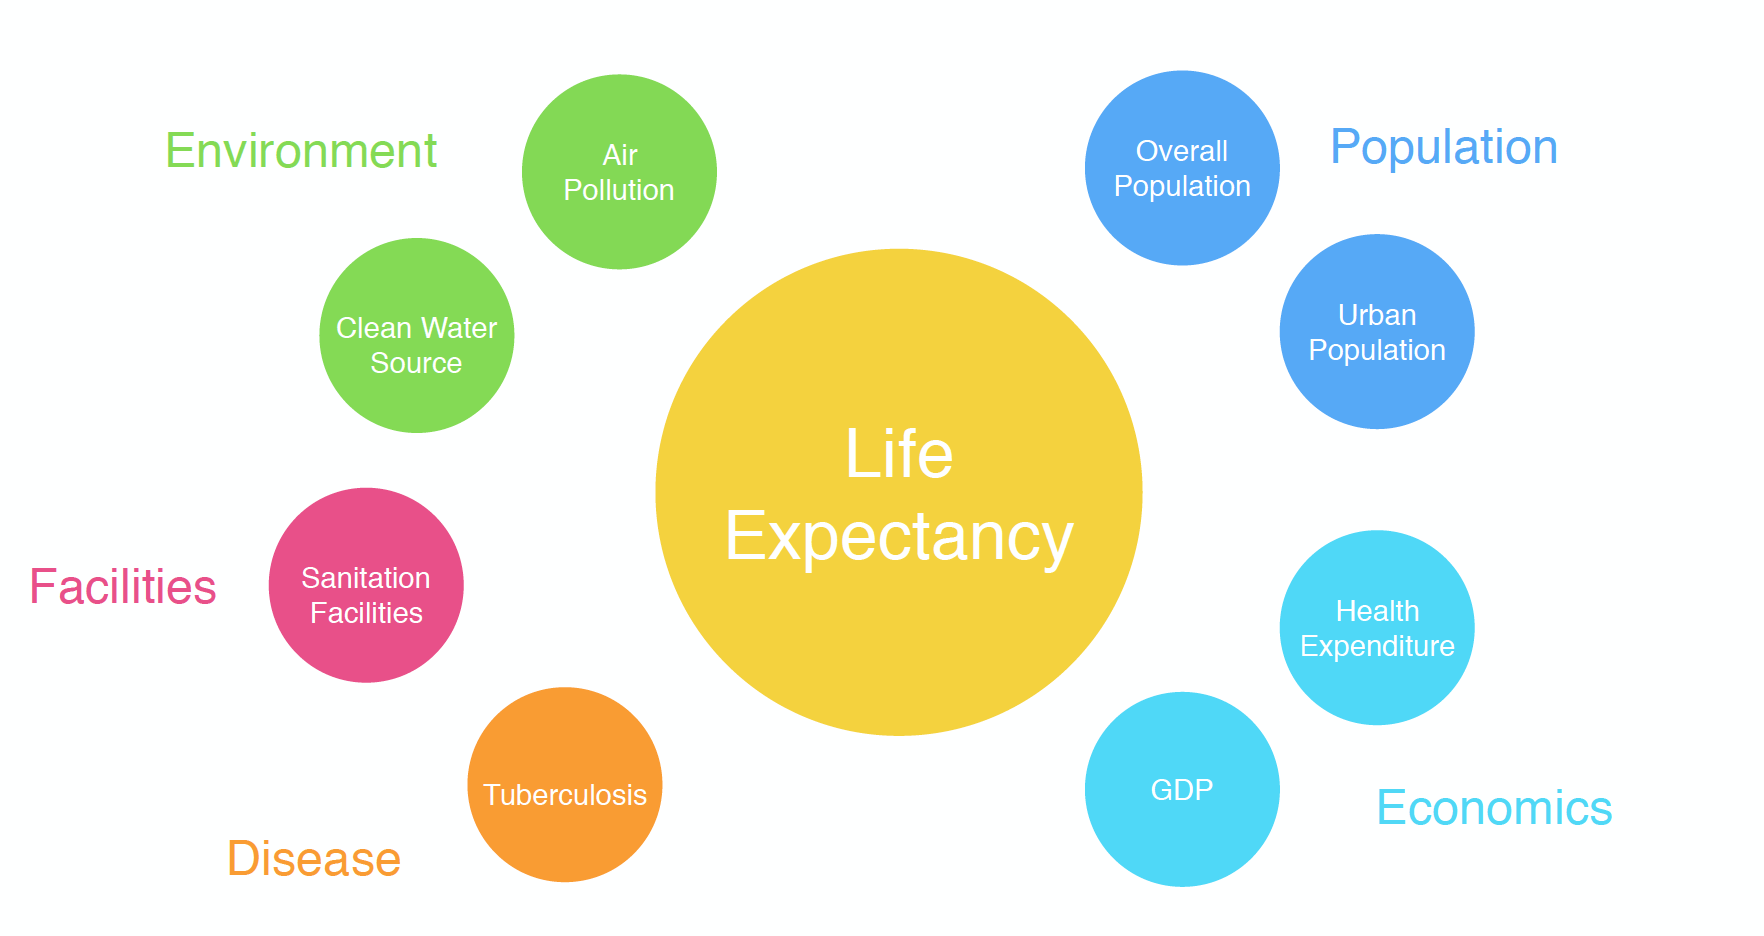 Environment
Air
Pollution
Clean Water
Source
Facilities
Sanitation
Facilities
Disease
Tuberculosis
Life
Expectancy
Overall
Population
Population
Urban
Population
Health
Expenditure
GDP
Economics